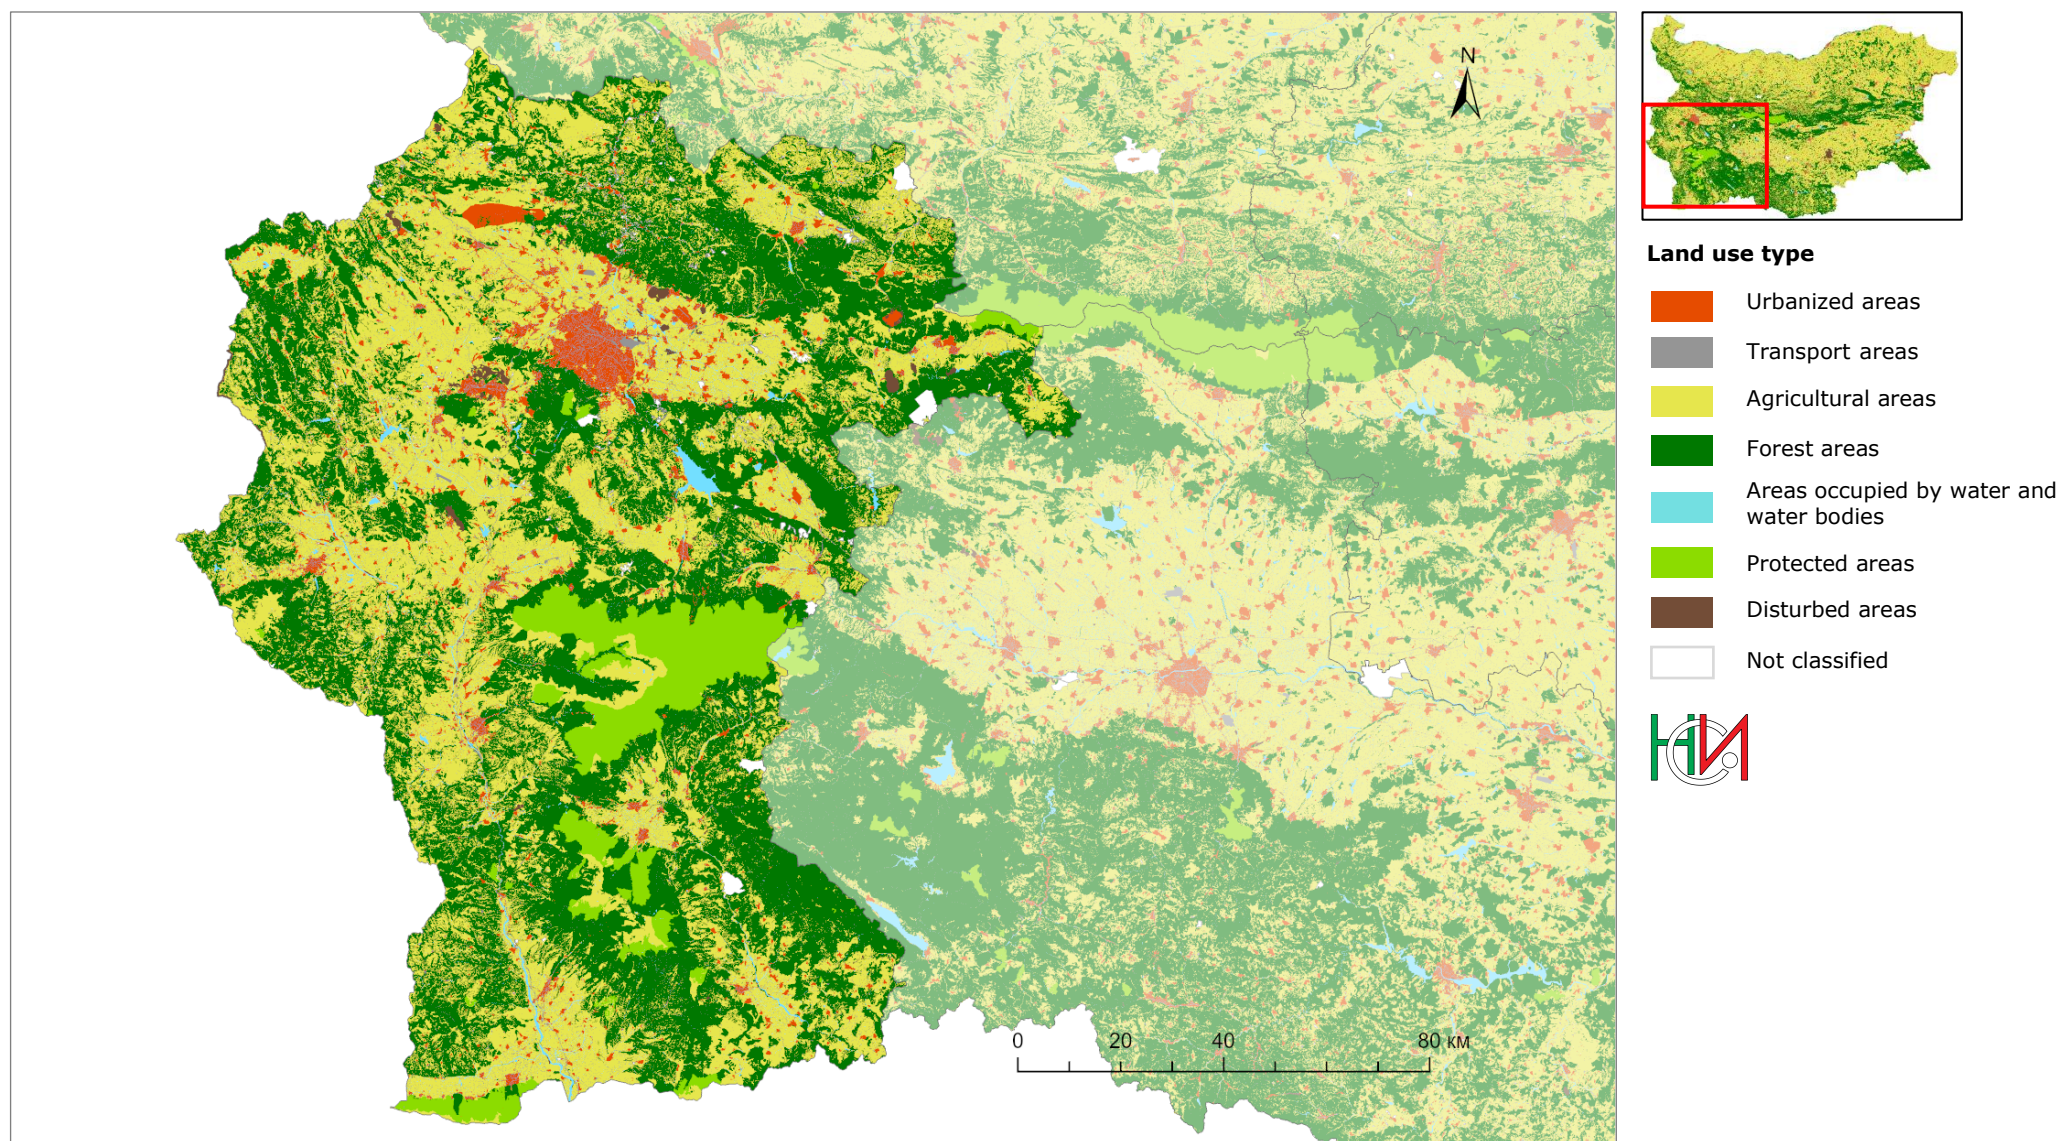 N
Land use type
Urbanized areas
Transport areas
Agricultural areas
Forest areas
Areas occupied by water and
water bodies
Protected areas
Disturbed areas
Not classified
НСИ
0 20 40 80 км